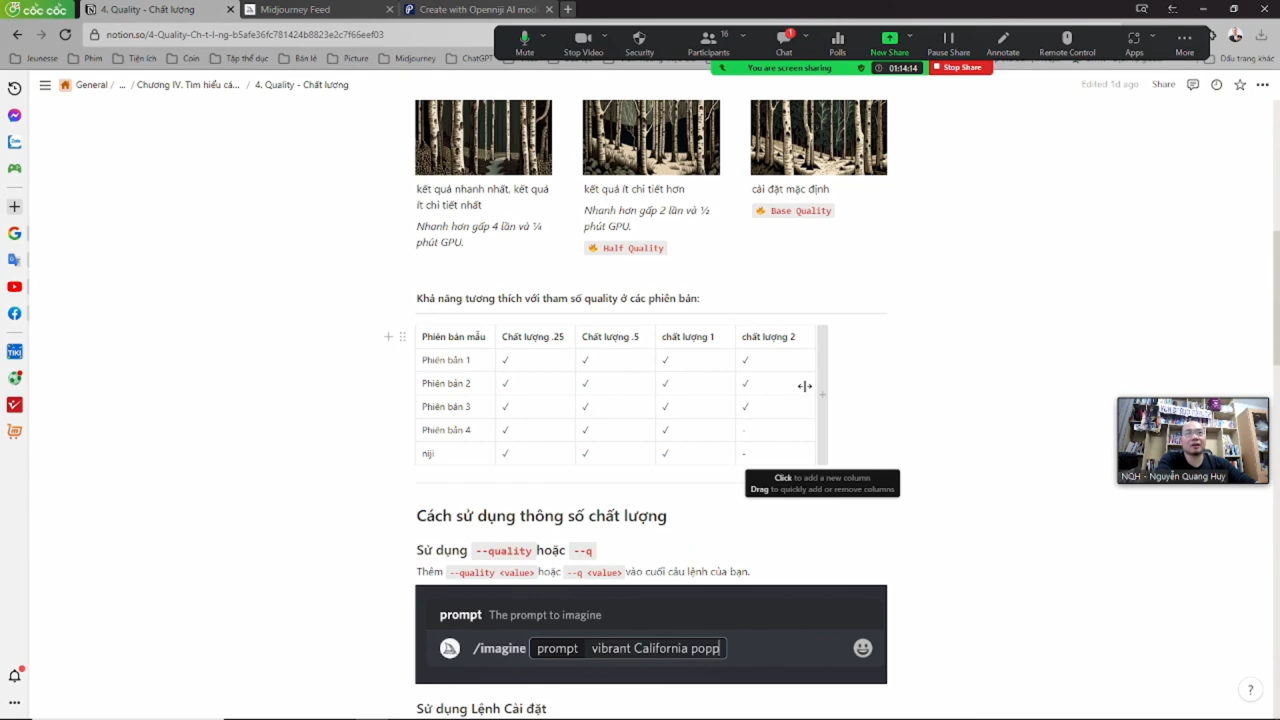 cốc cốc
4. Quality - Chất lượng
Midjourney Feed
Create with Openniji AI mode
notion.so/4-Quality-Ch-t-l-ng-b5afe36fc781424b8823e2c7f66eef03
Mute
Stop Video
Security
16
Participants
1
Chat
Polls
New Share
Pause Share
Annotate
Remote Control
Apps
More
Jeunesse
Phim
Tiện ích
Coin
Tập thể dục
Bán lẻ
Picture
Midjourney
ChatGPT
Dấu trang khác
You are screen sharing
01:14:14
Stop Share
General / ... / Chương IV. Tìm hiểu cá... / 4. Quality - Chất lượng
Edited 1d ago
Share
kết quả nhanh nhất, kết quả
ít chi tiết nhất
Nhanh hơn gấp 4 lần và ¼
phút GPU.
kết quả ít chi tiết hơn
Nhanh hơn gấp 2 lần và ½
phút GPU.
Half Quality
cài đặt mặc định
Base Quality
Khả năng tương thích với tham số quality ở các phiên bản:
Phiên bản mẫu Chất lượng .25 Chất lượng .5 chất lượng 1 chất lượng 2
Phiên bản 1 ✓ ✓ ✓ ✓
Phiên bản 2 ✓ ✓ ✓ ✓
Phiên bản 3 ✓ ✓ ✓ ✓
Phiên bản 4 ✓ ✓ ✓ -
niji ✓ ✓ ✓ -
Click to add a new column
Drag to quickly add or remove columns
Cách sử dụng thông số chất lượng
Sử dụng --quality hoặc --q
Thêm --quality <value> hoặc --q <value> vào cuối câu lệnh của bạn.
prompt The prompt to imagine
/imagine prompt vibrant California popp
Sử dụng Lệnh Cài đặt
NQH - Nguyễn Quang Huy
Zalo
TIKI
?